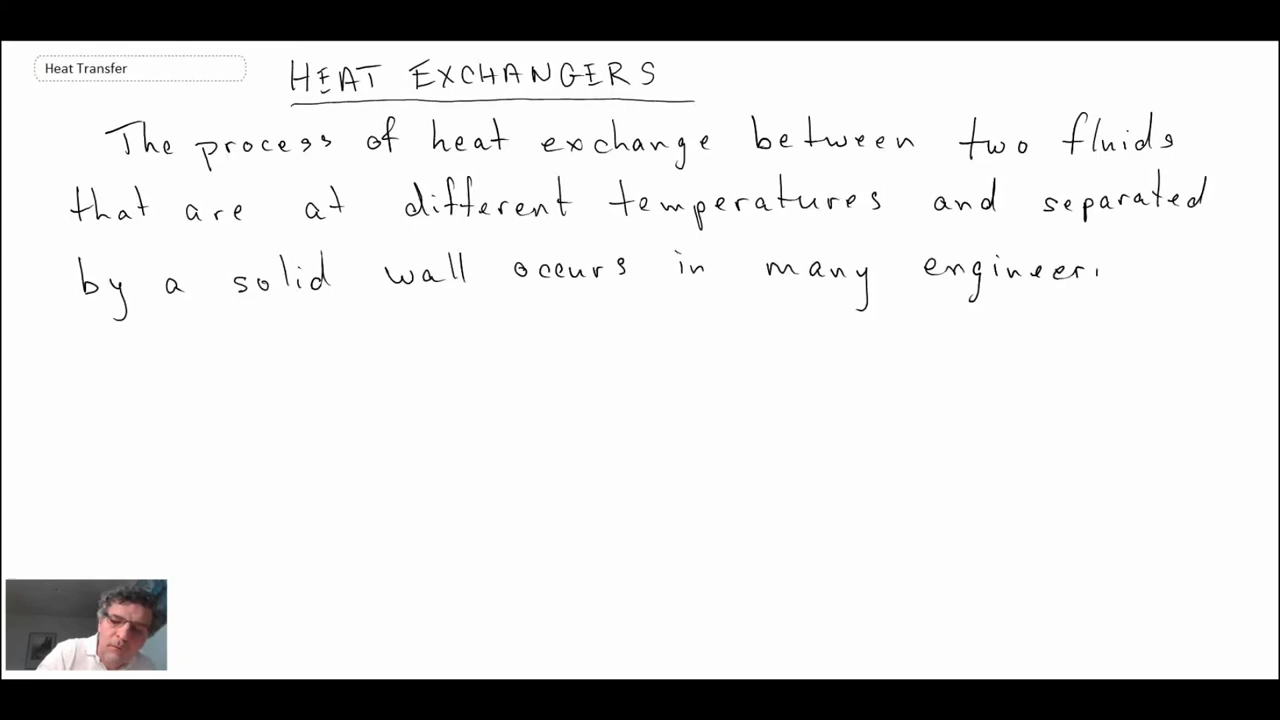 Heat Transfer
HEAT EXCHANGERS
The process of heat exchange between two fluids
that are at different temperatures and separated
by a solid wall occurs in many engineeri